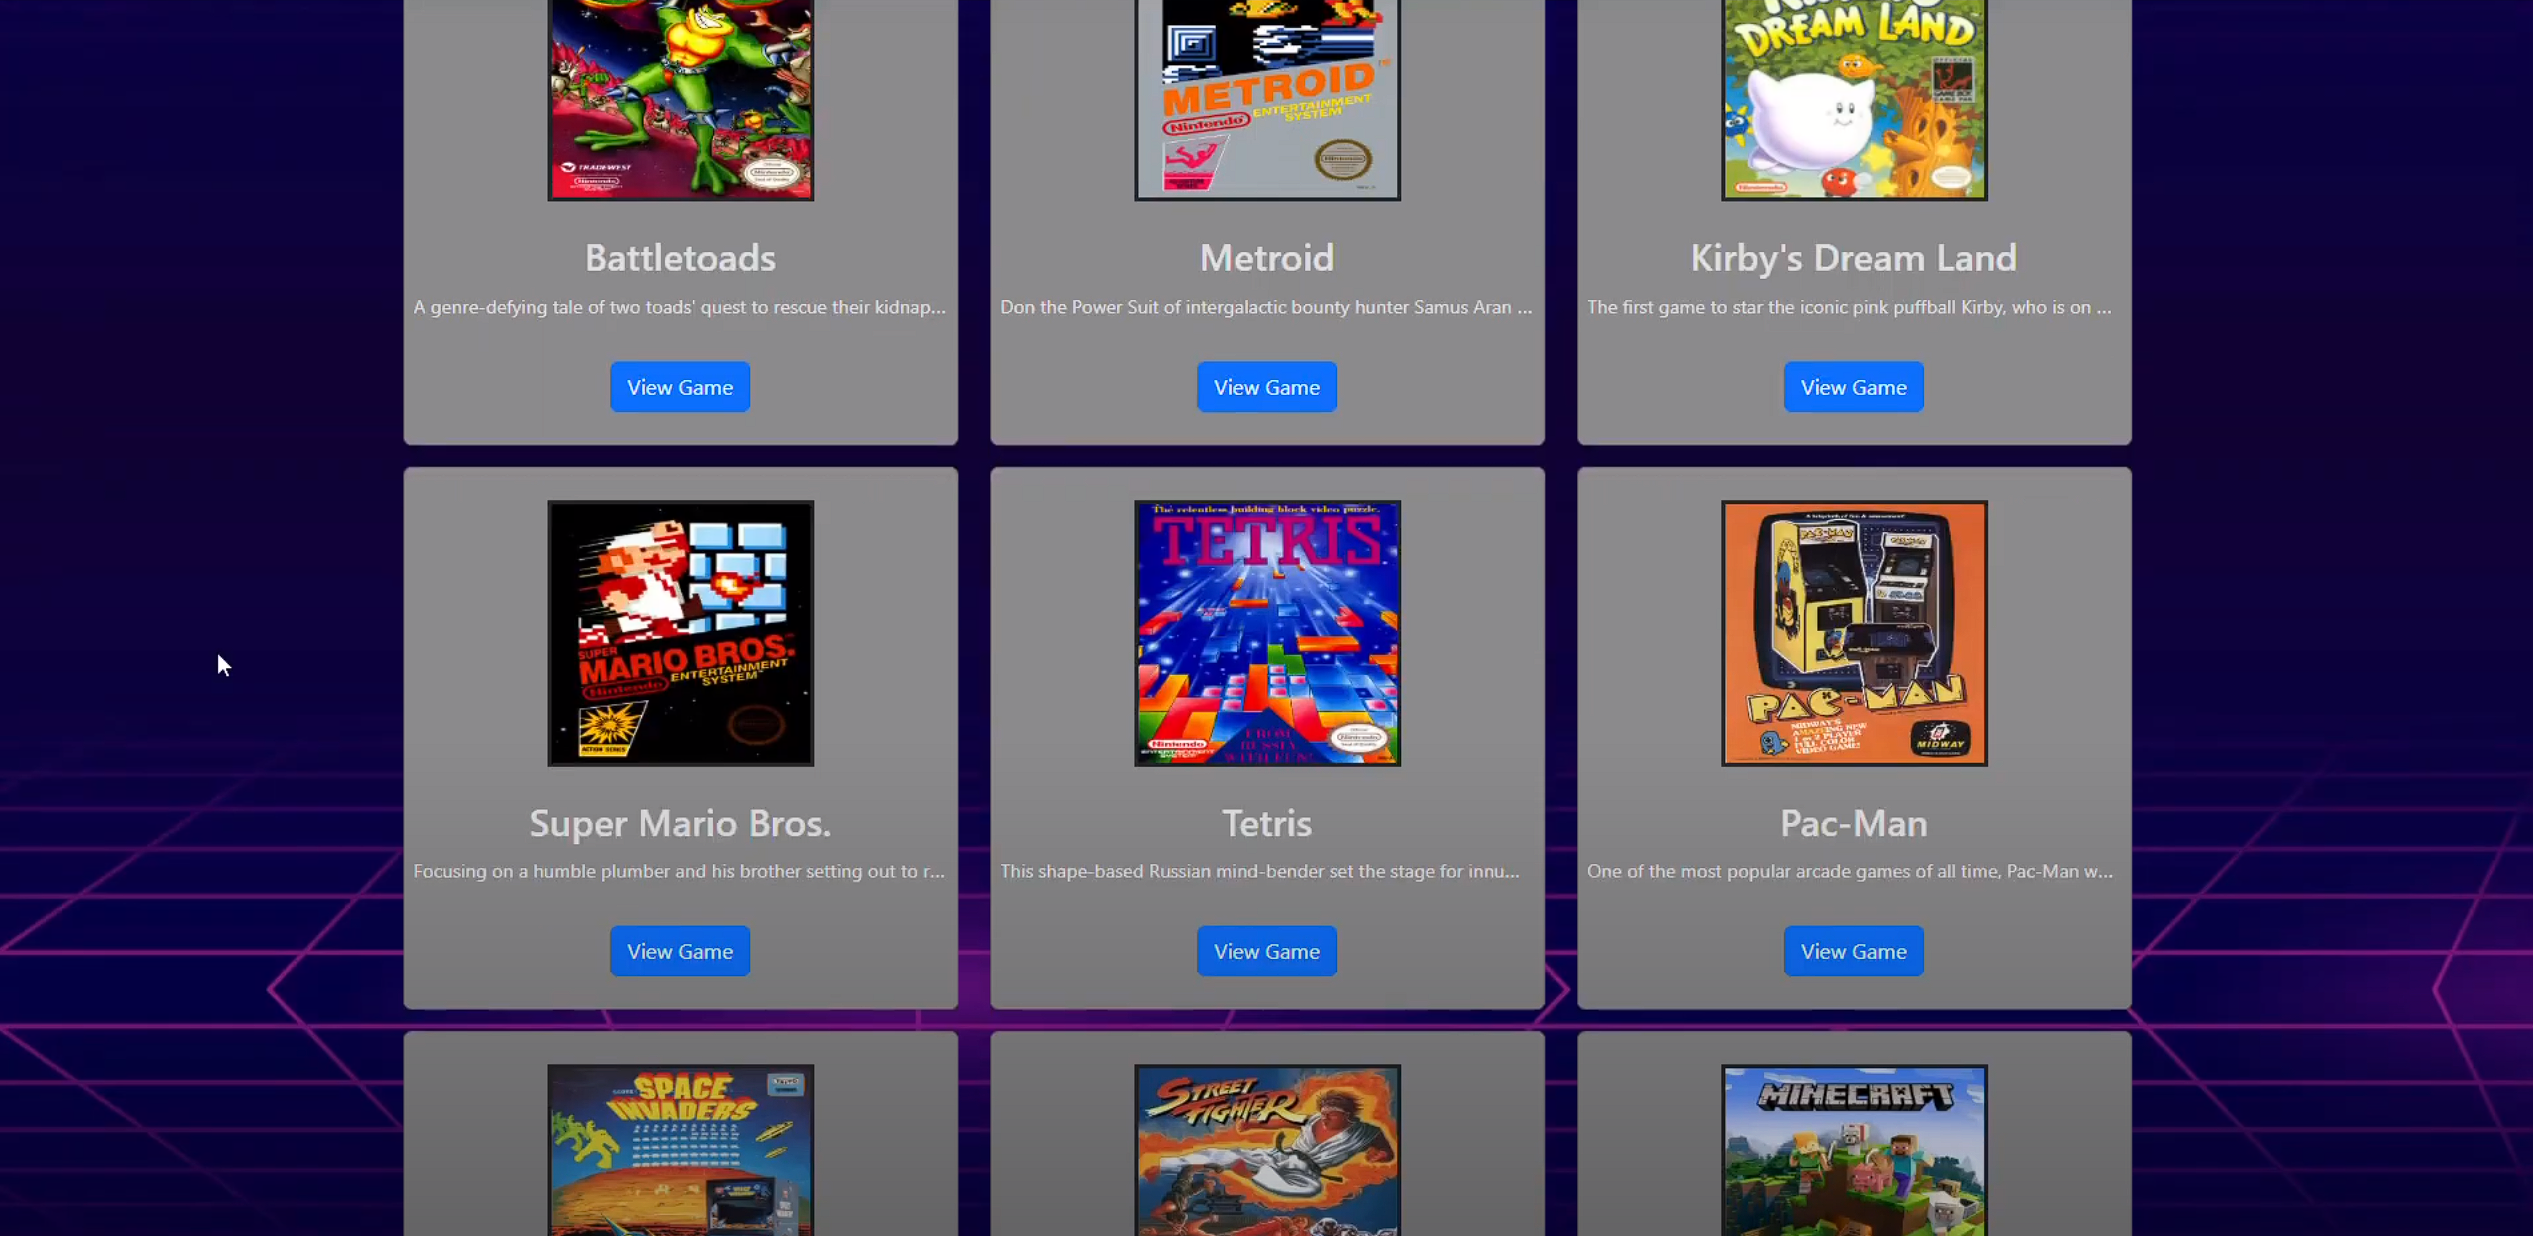 DREAM LAND
METROID
Nintendo
ENTERTAINMENT
SYSTEM
TRADEWEST
Nintendo
Nintendo
Battletoads
Metroid
Kirby's Dream Land
A genre-defying tale of two toads' quest to rescue their kidnap...
Don the Power Suit of intergalactic bounty hunter Samus Aran ...
The first game to star the iconic pink puffball Kirby, who is on ...
View Game
View Game
View Game
SUPER
MARIO BROS.
Nintendo
ENTERTAINMENT
SYSTEM
ACTION SERIES
The relentless building block video puzzle.
TETRIS
Nintendo
ENTERTAINMENT
SYSTEM
FROM
RUSSIA
WITH FUN!
PAC-MAN
PAC-MAN
PAC-MAN
MIDWAY'S
AMAZING NEW
1 or 2 PLAYER
FULL COLOR
VIDEO GAME!
MIDWAY
Super Mario Bros.
Tetris
Pac-Man
Focusing on a humble plumber and his brother setting out to r...
This shape-based Russian mind-bender set the stage for innu...
One of the most popular arcade games of all time, Pac-Man w...
View Game
View Game
View Game
SPACE
INVADERS
STREET
FIGHTER
MINECRAFT